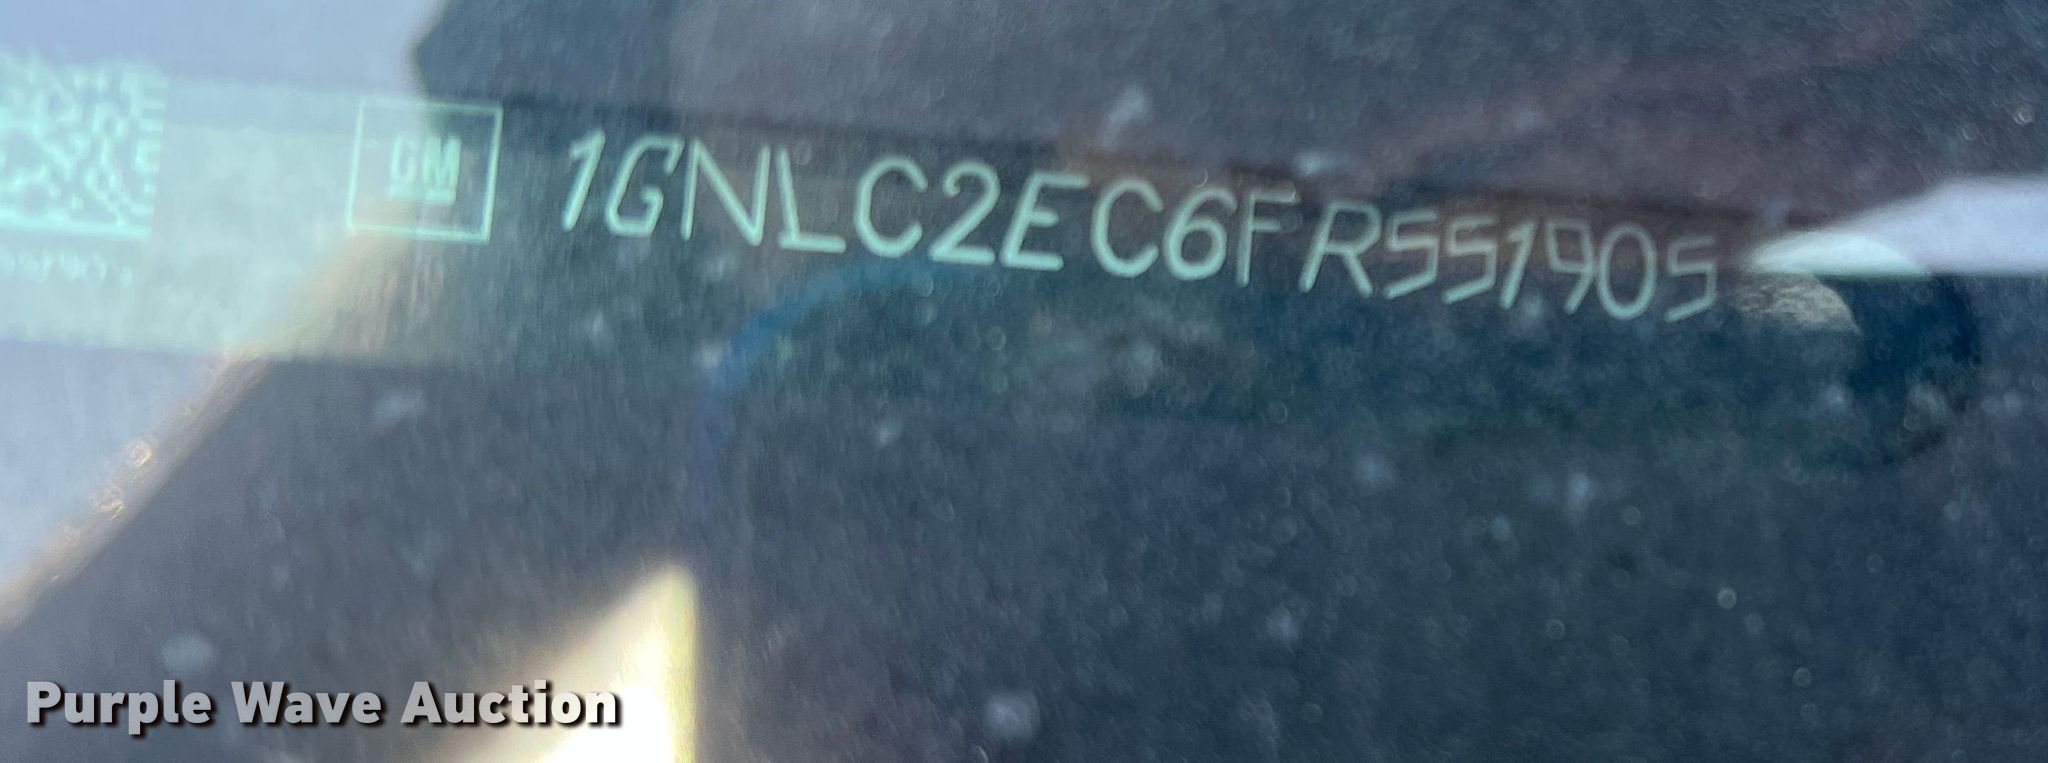 GM 1GNLC2EC6FR551905
Purple Wave Auction